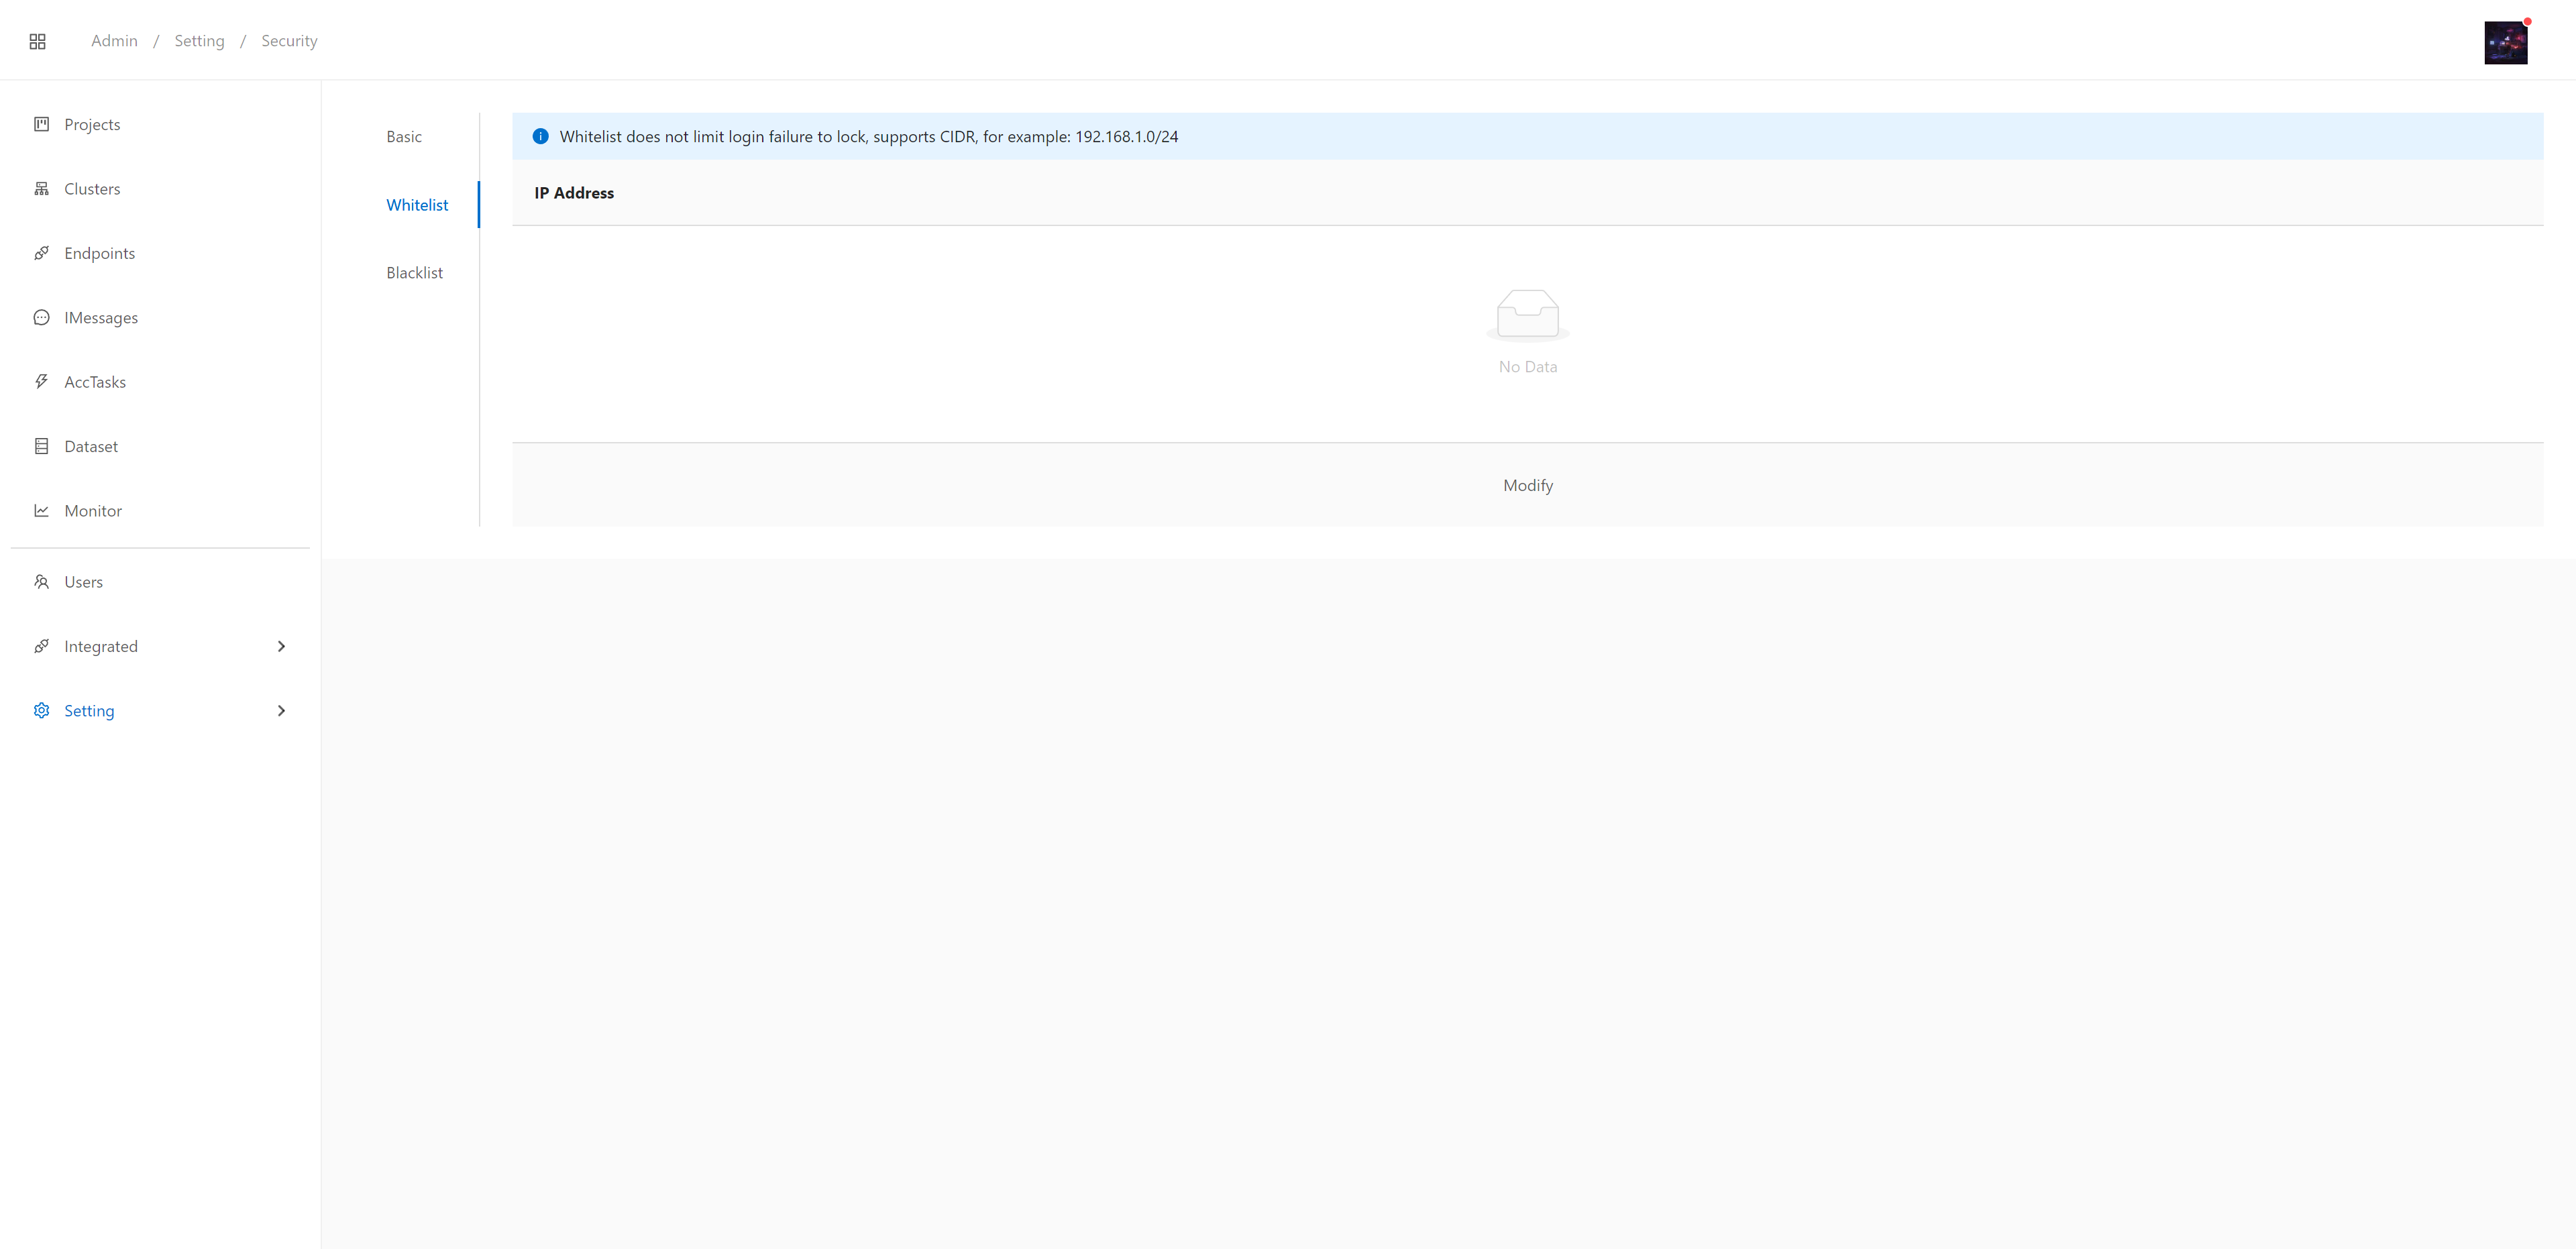 Admin / Setting / Security
Projects
Clusters
Endpoints
IMessages
AccTasks
Dataset
Monitor
Users
Integrated
Setting
Basic
Whitelist
Blacklist
Whitelist does not limit login failure to lock, supports CIDR, for example: 192.168.1.0/24
IP Address
No Data
Modify